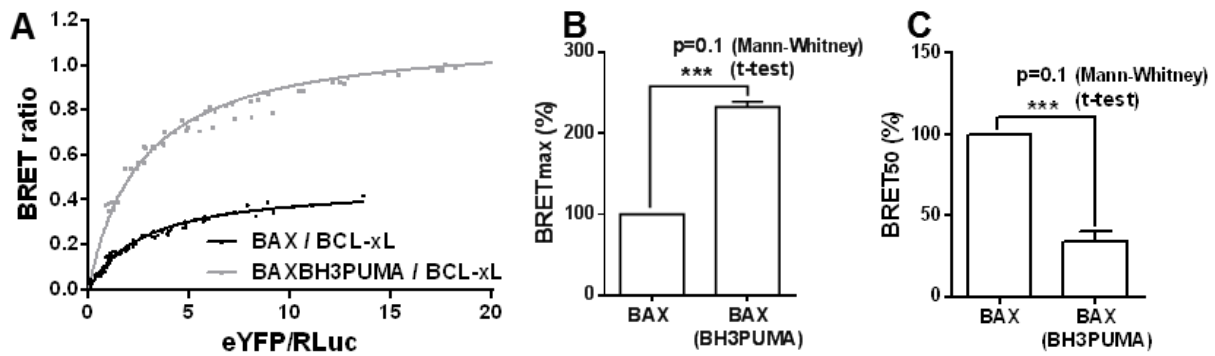 A
BRET ratio
1.2
1.0
0.8
0.6
0.4
0.2
0.0
0
5
10
15
20
eYFP/RLuc
BAX / BCL-xL
BAXBH3PUMA / BCL-xL
B
BRETmax (%)
300
200
100
0
p=0.1 (Mann-Whitney)
*** (t-test)
BAX
BAX
(BH3PUMA)
C
BRET50 (%)
150
100
50
0
p=0.1 (Mann-Whitney)
*** (t-test)
BAX
BAX
(BH3PUMA)